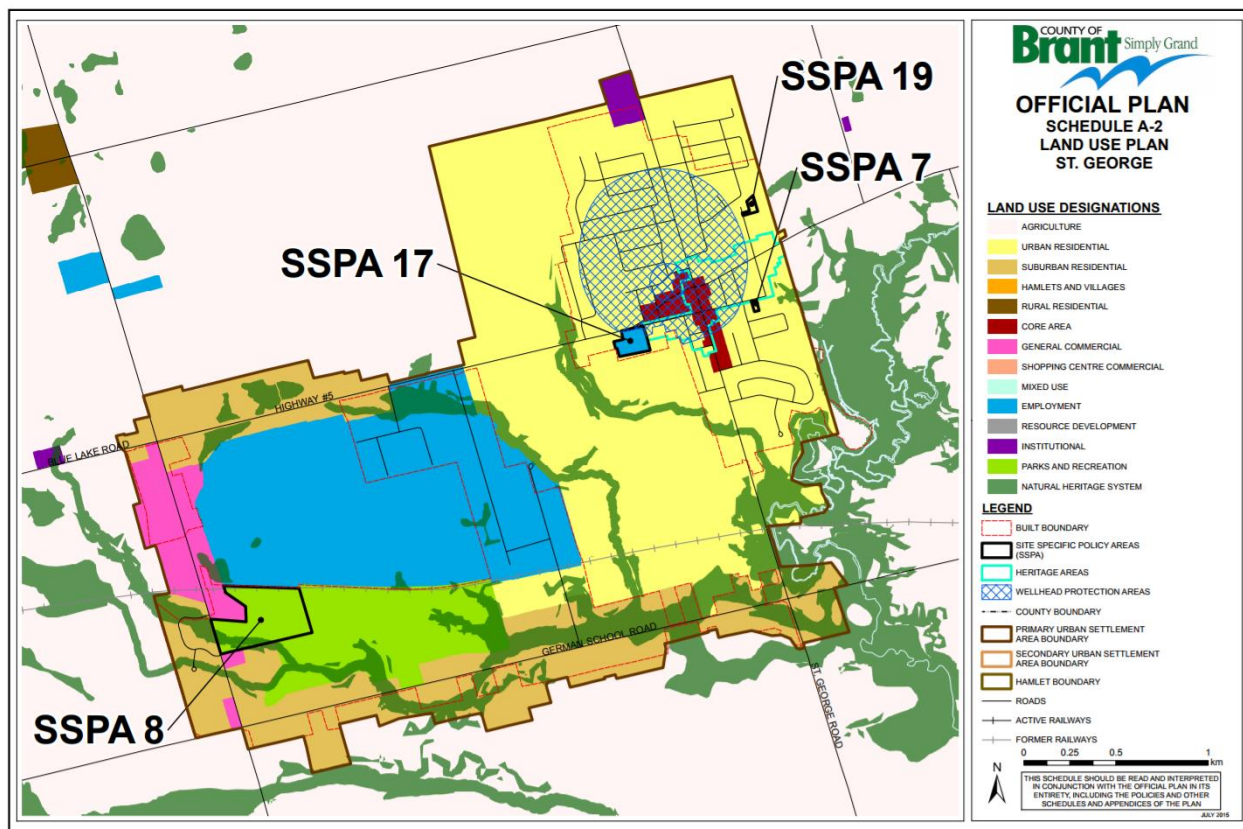 SSPA 19
SSPA 7
SSPA 17
HIGHWAY #5
BLUE LAKE ROAD
GERMAN SCHOOL ROAD
ST. GEORGE ROAD
SSPA 8
COUNTY OF
Brant Simply Grand
OFFICIAL PLAN
SCHEDULE A-2
LAND USE PLAN
ST. GEORGE
LAND USE DESIGNATIONS
AGRICULTURE
URBAN RESIDENTIAL
SUBURBAN RESIDENTIAL
HAMLETS AND VILLAGES
RURAL RESIDENTIAL
CORE AREA
GENERAL COMMERCIAL
SHOPPING CENTRE COMMERCIAL
MIXED USE
EMPLOYMENT
RESOURCE DEVELOPMENT
INSTITUTIONAL
PARKS AND RECREATION
NATURAL HERITAGE SYSTEM
LEGEND
BUILT BOUNDARY
SITE SPECIFIC POLICY AREAS
(SSPA)
HERITAGE AREAS
WELLHEAD PROTECTION AREAS
COUNTY BOUNDARY
PRIMARY URBAN SETTLEMENT
AREA BOUNDARY
SECONDARY URBAN SETTLEMENT
AREA BOUNDARY
HAMLET BOUNDARY
ROADS
ACTIVE RAILWAYS
FORMER RAILWAYS
0 0.25 0.5 1
km
N
THIS SCHEDULE SHOULD BE READ AND INTERPRETED
IN CONJUNCTION WITH THE OFFICIAL PLAN IN ITS
ENTIRETY, INCLUDING THE POLICIES AND OTHER
SCHEDULES AND APPENDICES OF THE PLAN
JULY 2015